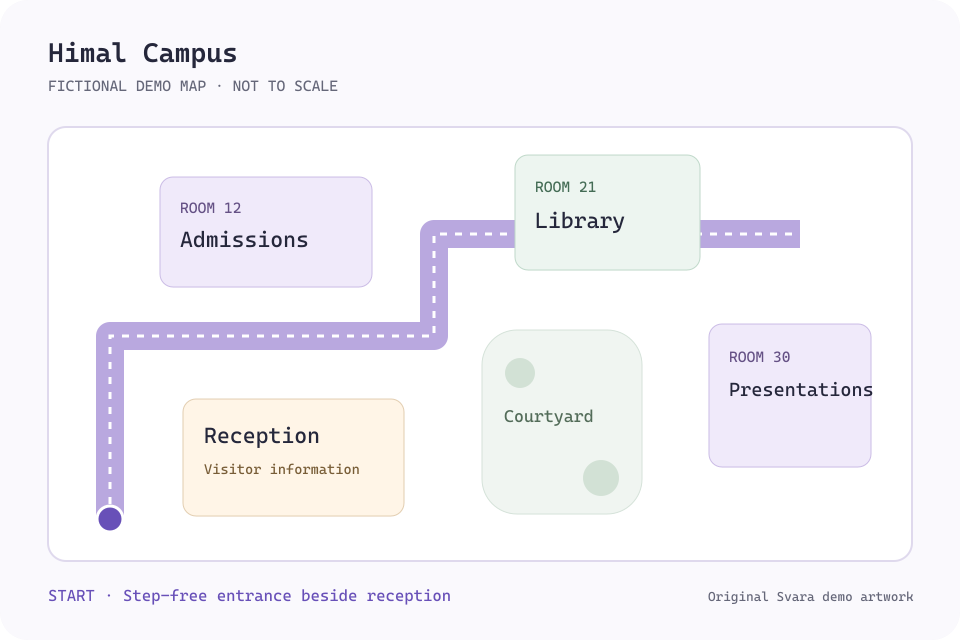 Himal Campus
FICTIONAL DEMO MAP · NOT TO SCALE
ROOM 12
Admissions
ROOM 21
Library
Reception
Visitor information
Courtyard
ROOM 30
Presentations
START · Step-free entrance beside reception
Original Svara demo artwork